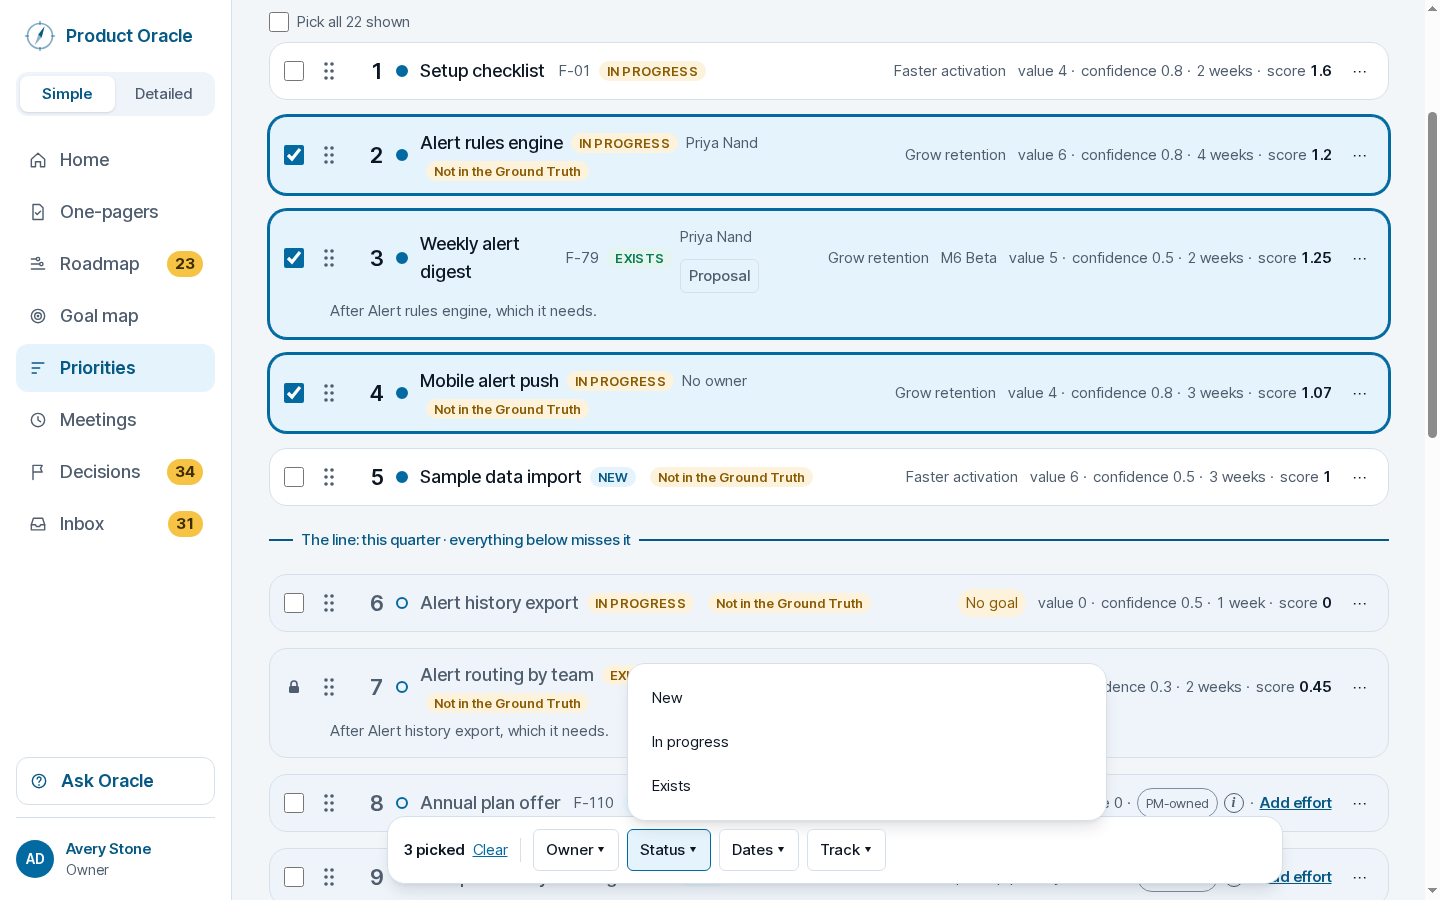 Product Oracle
Simple
Detailed
Home
One-pagers
Roadmap 23
Goal map
Priorities
Meetings
Decisions 34
Inbox 31
Ask Oracle
AD
Avery Stone
Owner
Pick all 22 shown
1 Setup checklist F-01 IN PROGRESS Faster activation value 4 · confidence 0.8 · 2 weeks · score 1.6 ···
2 Alert rules engine IN PROGRESS Priya Nand Grow retention value 6 · confidence 0.8 · 4 weeks · score 1.2 ···
Not in the Ground Truth
3 Weekly alert digest F-79 EXISTS Priya Nand Proposal Grow retention M6 Beta value 5 · confidence 0.5 · 2 weeks · score 1.25 ···
After Alert rules engine, which it needs.
4 Mobile alert push IN PROGRESS No owner Grow retention value 4 · confidence 0.8 · 3 weeks · score 1.07 ···
Not in the Ground Truth
5 Sample data import NEW Not in the Ground Truth Faster activation value 6 · confidence 0.5 · 3 weeks · score 1 ···
The line: this quarter · everything below misses it
6 Alert history export IN PROGRESS Not in the Ground Truth No goal value 0 · confidence 0.5 · 1 week · score 0 ···
7 Alert routing by team 0.3 · 2 weeks · score 0.45 ···
Not in the Ground Truth
After Alert history export, which it needs.
New
In progress
Exists
8 Annual plan offer F-110 0 · PM-owned i · Add effort ···
3 picked Clear Owner ▾ Status ▾ Dates ▾ Track ▾
9 effort ···